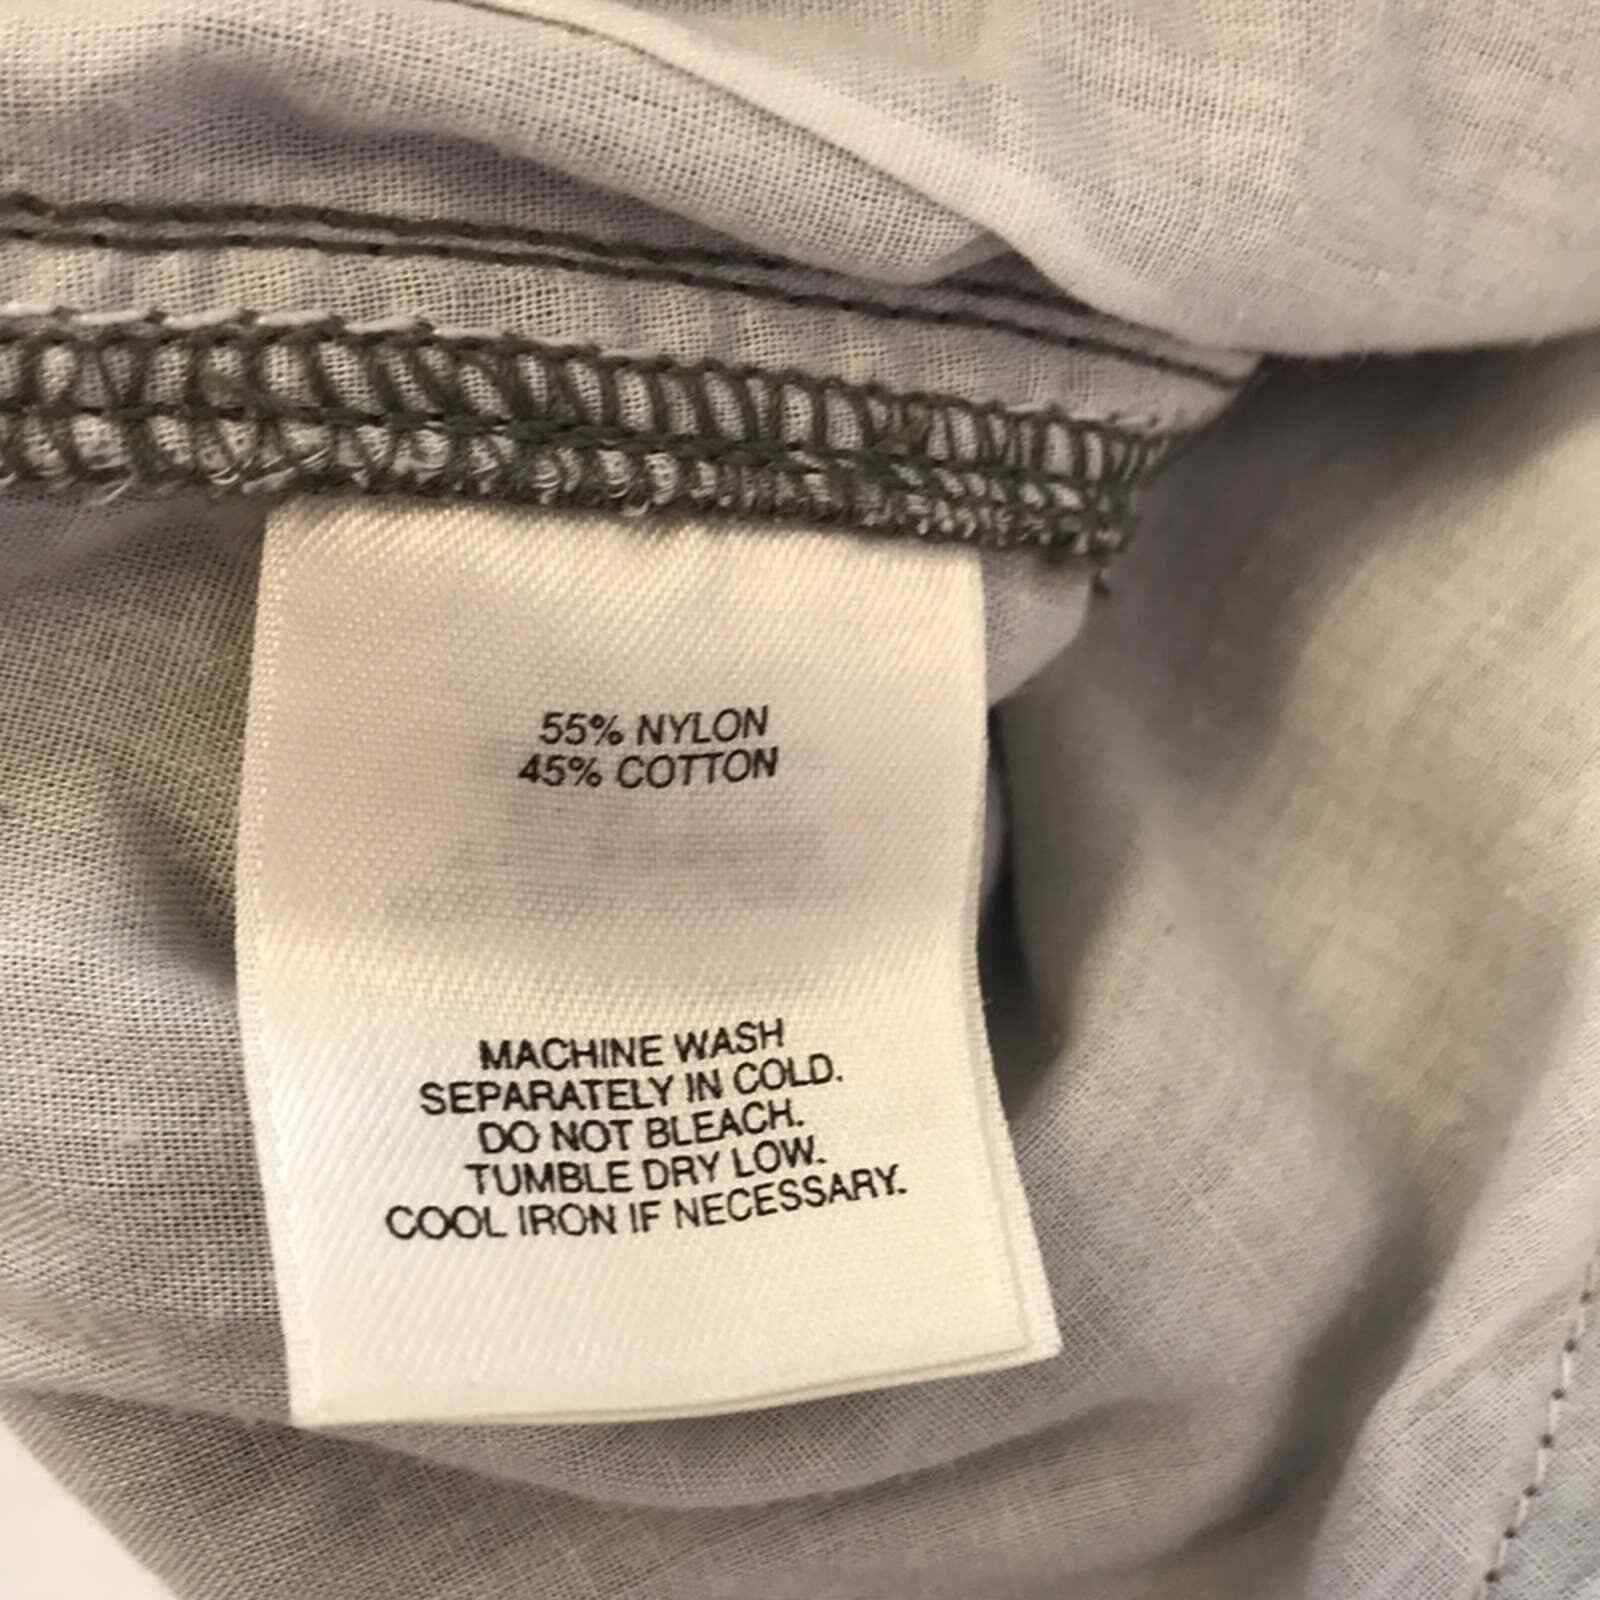 55% NYLON
45% COTTON
MACHINE WASH
SEPARATELY IN COLD.
DO NOT BLEACH.
TUMBLE DRY LOW.
COOL IRON IF NECESSARY.